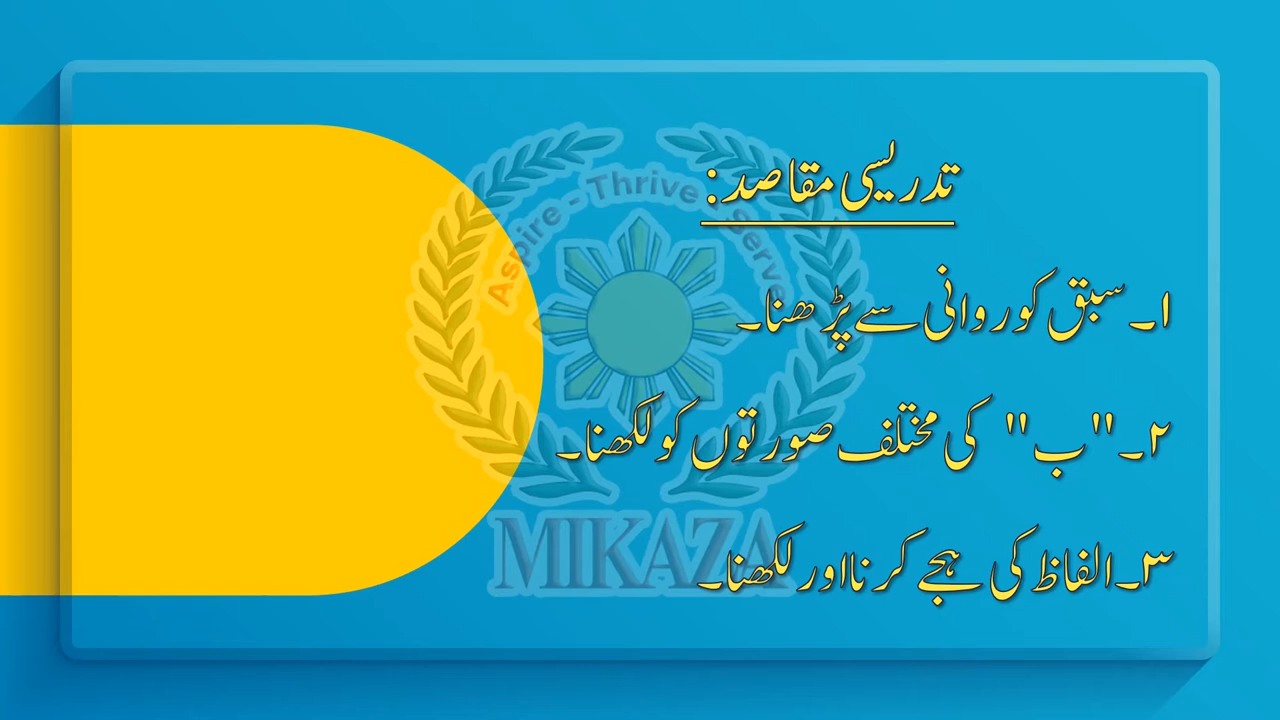 Aspire - Thrive - Serve
تدریسی مقاصد:
۱۔ سبق کو روانی سے پڑھنا۔
۲۔ "ب" کی مختلف صورتوں کو لکھنا۔
۳۔ الفاظ کی ہجے کرنا اور لکھنا۔
MIKAZA